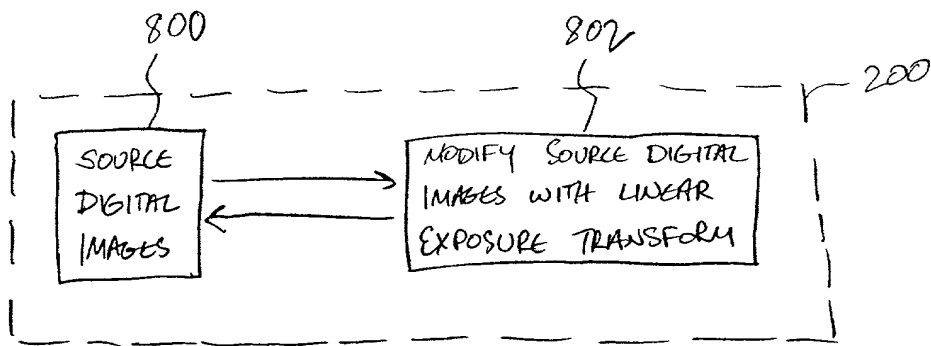 800
802
200
SOURCE
DIGITAL
IMAGES
MODIFY SOURCE DIGITAL
IMAGES WITH LINEAR
EXPOSURE TRANSFORM